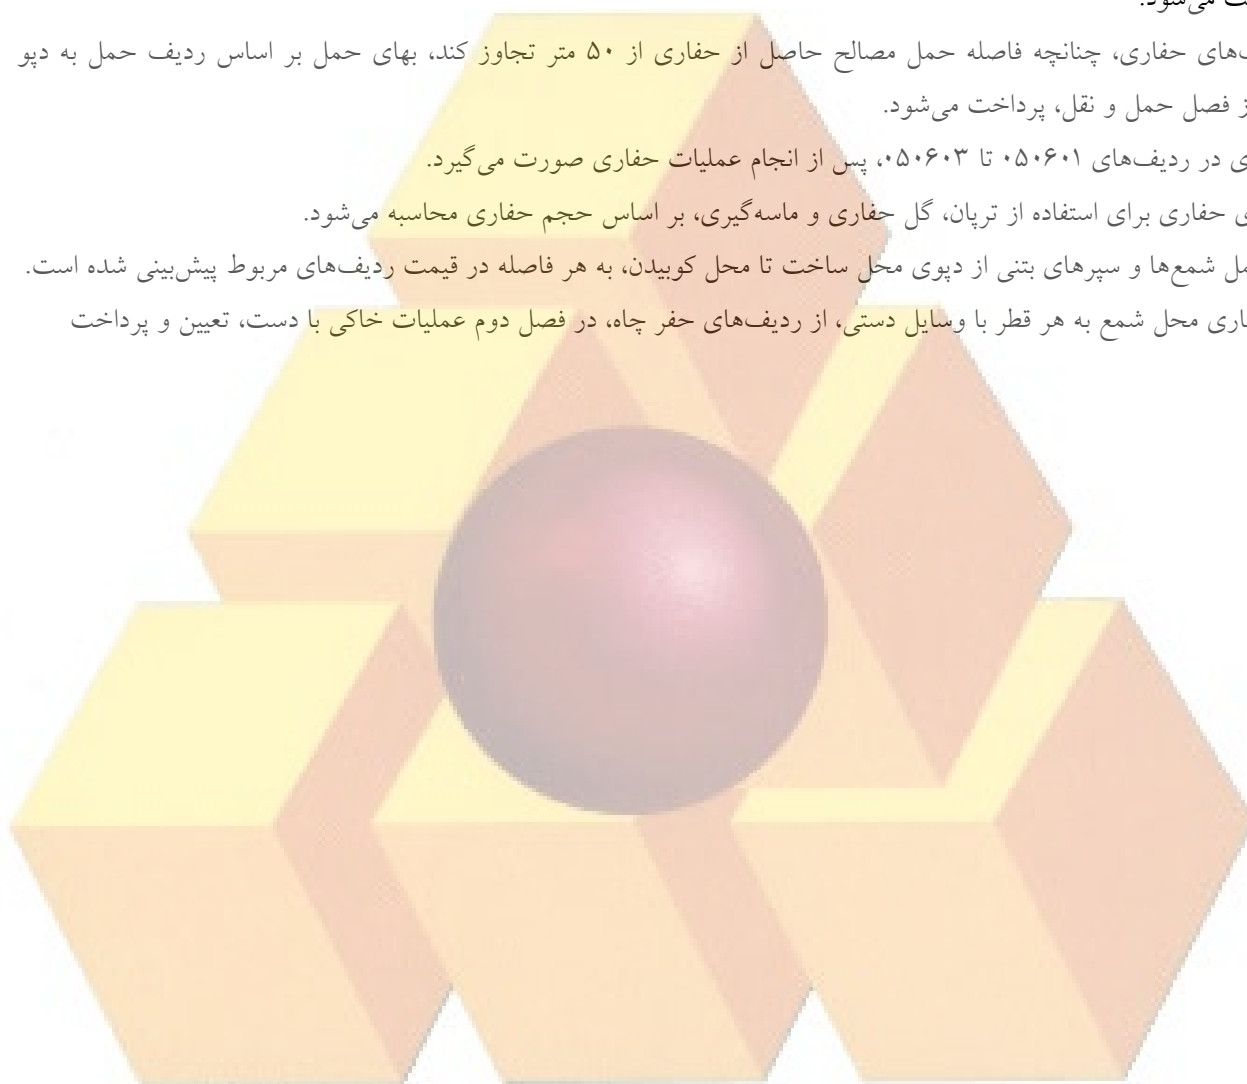 می‌شود.
حفاری، چنانچه فاصله حمل مصالح حاصل از حفاری از ۵۰ متر تجاوز کند، بهای حمل بر اساس ردیف حمل به دپو
فصل حمل و نقل، پرداخت می‌شود.
در ردیف‌های ۰۵۰۶۰۱ تا ۰۵۰۶۰۳، پس از انجام عملیات حفاری صورت می‌گیرد.
حفاری برای استفاده از ترپان، گل حفاری و ماسه‌گیری، بر اساس حجم حفاری محاسبه می‌شود.
شمع‌ها و سپرهای بتنی از دپوی محل ساخت تا محل کوبیدن، به هر فاصله در قیمت ردیف‌های مربوط پیش‌بینی شده است.
محل شمع به هر قطر با وسایل دستی، از ردیف‌های حفر چاه، در فصل دوم عملیات خاکی با دست، تعیین و پرداخت